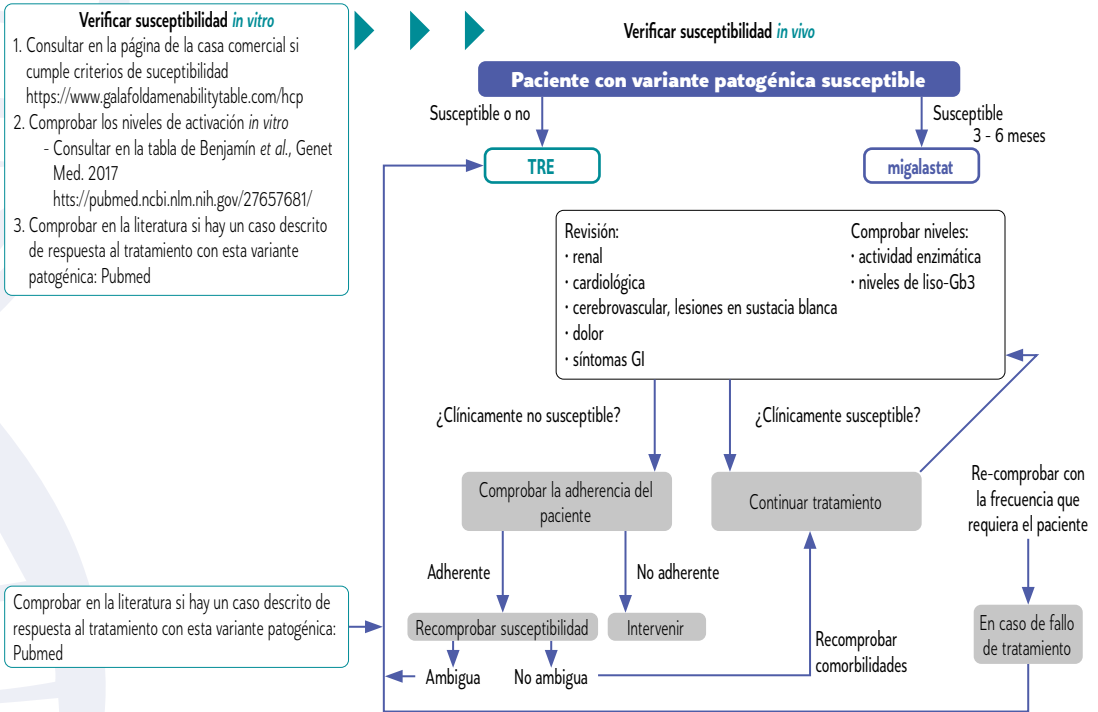 Verificar susceptibilidad in vitro
1. Consultar en la página de la casa comercial si
cumple criterios de suceptibilidad
https://www.galafoldamenabilitytable.com/hcp
2. Comprobar los niveles de activación in vitro
- Consultar en la tabla de Benjamín et al., Genet
Med. 2017
htts://pubmed.ncbi.nlm.nih.gov/27657681/
3. Comprobar en la literatura si hay un caso descrito
de respuesta al tratamiento con esta variante
patogénica: Pubmed
Verificar susceptibilidad in vivo
Paciente con variante patogénica susceptible
Susceptible o no
Susceptible
3 - 6 meses
TRE
migalastat
Revisión:
· renal
· cardiológica
· cerebrovascular, lesiones en sustacia blanca
· dolor
· síntomas GI
Comprobar niveles:
· actividad enzimática
· niveles de liso-Gb3
¿Clínicamente no susceptible?
¿Clínicamente susceptible?
Comprobar la adherencia del
paciente
Continuar tratamiento
Re-comprobar con
la frecuencia que
requiera el paciente
Adherente
No adherente
Comprobar en la literatura si hay un caso descrito de
respuesta al tratamiento con esta variante patogénica:
Pubmed
Recomprobar susceptibilidad
Intervenir
Ambigua
No ambigua
Recomprobar
comorbilidades
En caso de fallo
de tratamiento